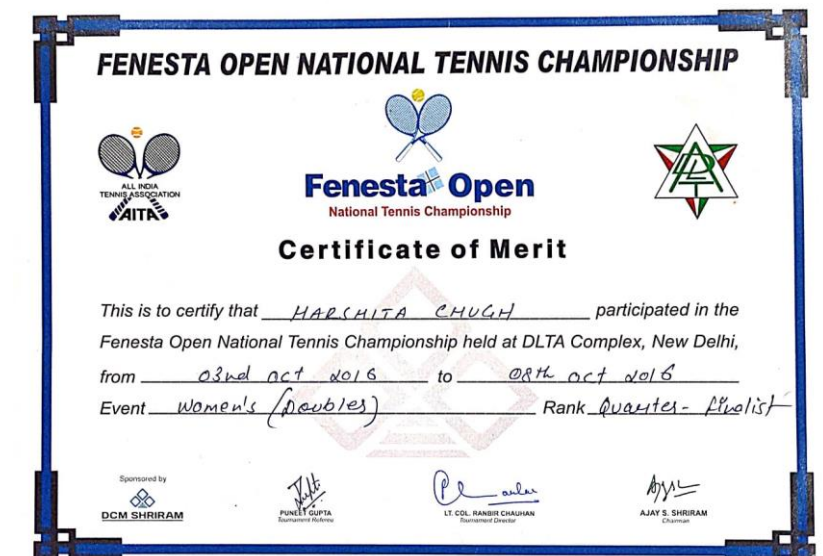 FENESTA OPEN NATIONAL TENNIS CHAMPIONSHIP
ALL INDIA
TENNIS ASSOCIATION
AITA
Fenesta Open
National Tennis Championship
DLTA
Certificate of Merit
This is to certify that HARSHITA CHUGH participated in the
Fenesta Open National Tennis Championship held at DLTA Complex, New Delhi,
from 03nd oct 2016 to 08th oct 2016
Event Women's (Doubles) Rank Quarter-finalist
Sponsored by
DCM SHRIRAM
PUNEET GUPTA
Tournament Referee
LT. COL. RANBIR CHAUHAN
Tournament Director
AJAY S. SHRIRAM
Chairman